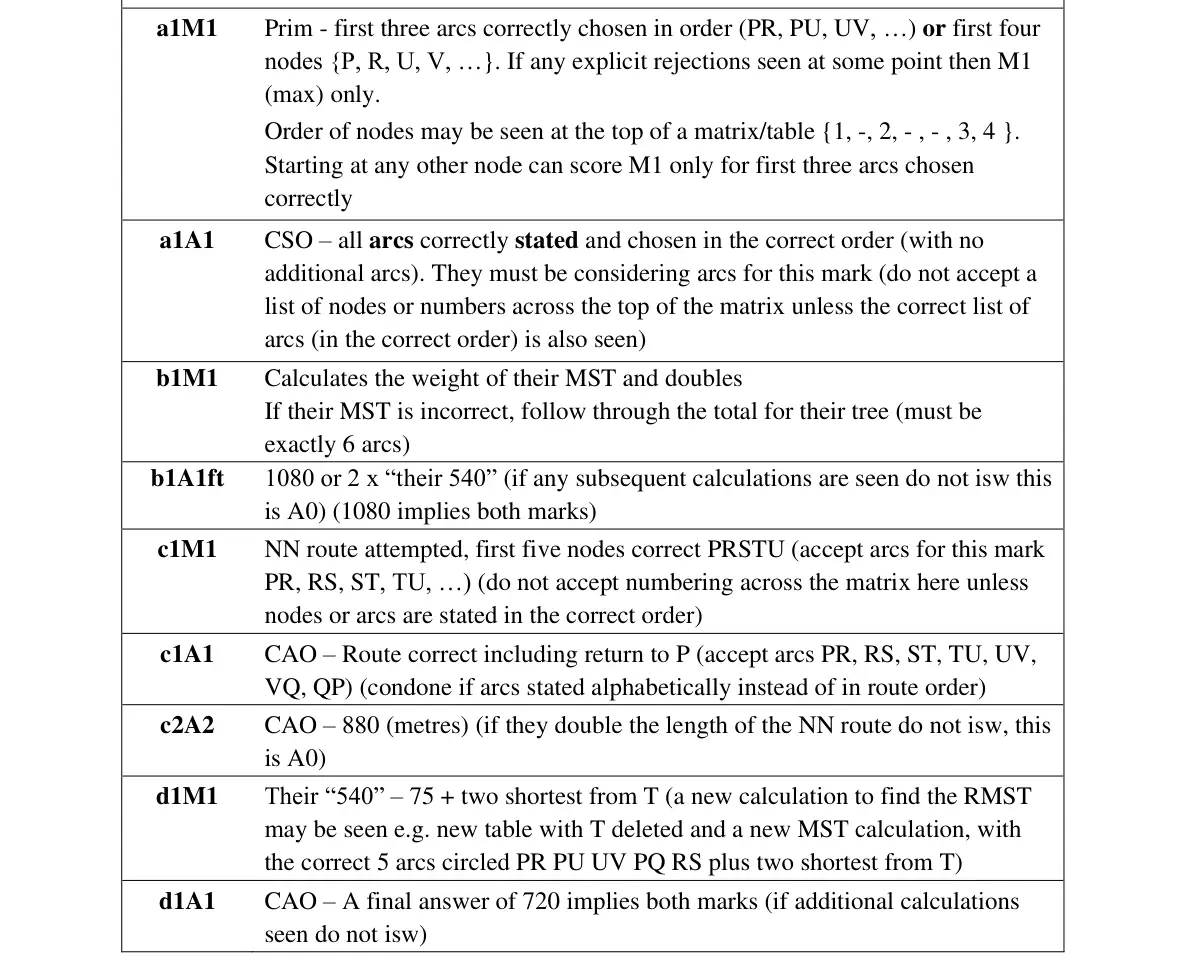 a1M1 Prim - first three arcs correctly chosen in order (PR, PU, UV, …) or first four
nodes {P, R, U, V, …}. If any explicit rejections seen at some point then M1
(max) only.
Order of nodes may be seen at the top of a matrix/table {1, -, 2, - , - , 3, 4 }.
Starting at any other node can score M1 only for first three arcs chosen
correctly
a1A1 CSO – all arcs correctly stated and chosen in the correct order (with no
additional arcs). They must be considering arcs for this mark (do not accept a
list of nodes or numbers across the top of the matrix unless the correct list of
arcs (in the correct order) is also seen)
b1M1 Calculates the weight of their MST and doubles
If their MST is incorrect, follow through the total for their tree (must be
exactly 6 arcs)
b1A1ft 1080 or 2 x “their 540” (if any subsequent calculations are seen do not isw this
is A0) (1080 implies both marks)
c1M1 NN route attempted, first five nodes correct PRSTU (accept arcs for this mark
PR, RS, ST, TU, …) (do not accept numbering across the matrix here unless
nodes or arcs are stated in the correct order)
c1A1 CAO – Route correct including return to P (accept arcs PR, RS, ST, TU, UV,
VQ, QP) (condone if arcs stated alphabetically instead of in route order)
c2A2 CAO – 880 (metres) (if they double the length of the NN route do not isw, this
is A0)
d1M1 Their “540” – 75 + two shortest from T (a new calculation to find the RMST
may be seen e.g. new table with T deleted and a new MST calculation, with
the correct 5 arcs circled PR PU UV PQ RS plus two shortest from T)
d1A1 CAO – A final answer of 720 implies both marks (if additional calculations
seen do not isw)